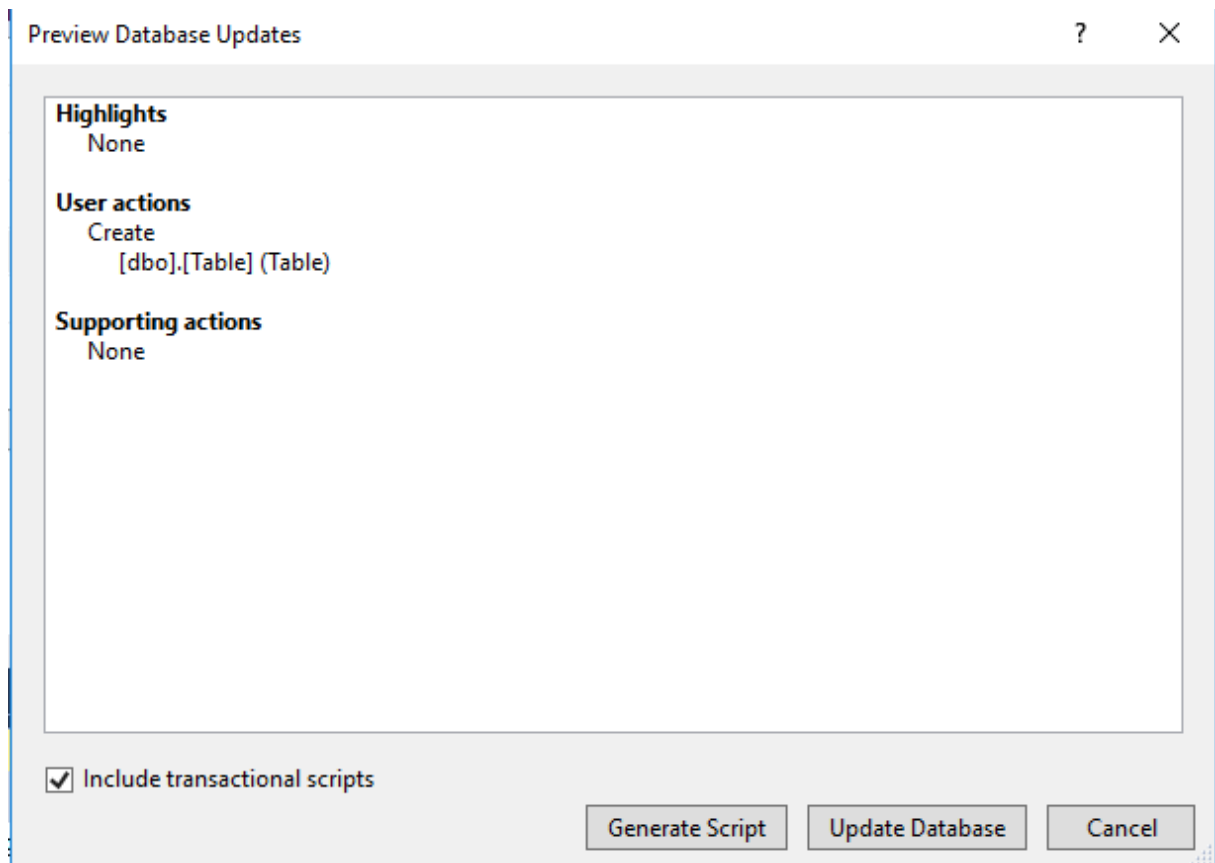 Preview Database Updates
?
Highlights
None
User actions
Create
[dbo].[Table] (Table)
Supporting actions
None
Include transactional scripts
Generate Script
Update Database
Cancel